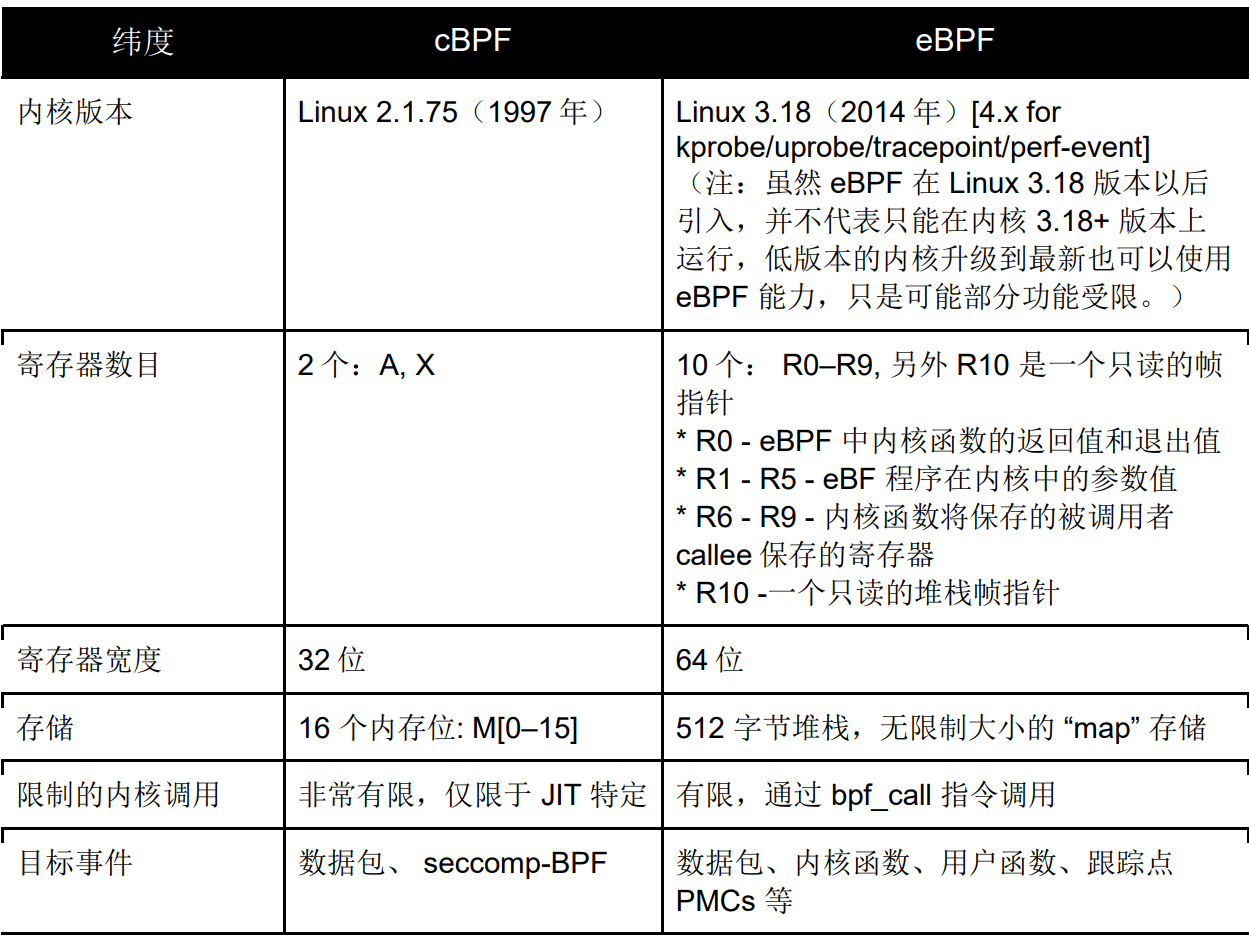 纬度 cBPF eBPF
内核版本 Linux 2.1.75（1997 年） Linux 3.18（2014 年）[4.x for
kprobe/uprobe/tracepoint/perf-event]
（注：虽然 eBPF 在 Linux 3.18 版本以后
引入，并不代表只能在内核 3.18+ 版本上
运行，低版本的内核升级到最新也可以使用
eBPF 能力，只是可能部分功能受限。）
寄存器数目 2 个：A, X 10 个： R0–R9, 另外 R10 是一个只读的帧
指针
* R0 - eBPF 中内核函数的返回值和退出值
* R1 - R5 - eBF 程序在内核中的参数值
* R6 - R9 - 内核函数将保存的被调用者
callee 保存的寄存器
* R10 -一个只读的堆栈帧指针
寄存器宽度 32 位 64 位
存储 16 个内存位: M[0–15] 512 字节堆栈，无限制大小的 “map” 存储
限制的内核调用 非常有限，仅限于 JIT 特定 有限，通过 bpf_call 指令调用
目标事件 数据包、 seccomp-BPF 数据包、内核函数、用户函数、跟踪点
PMCs 等